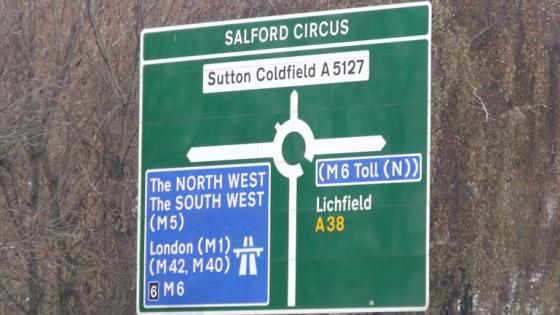 SALFORD CIRCUS
Sutton Coldfield A5127
The NORTH WEST
The SOUTH WEST
(M5)
London (M1)
(M42, M40)
6 M6
(M6 Toll (N))
Lichfield
A38